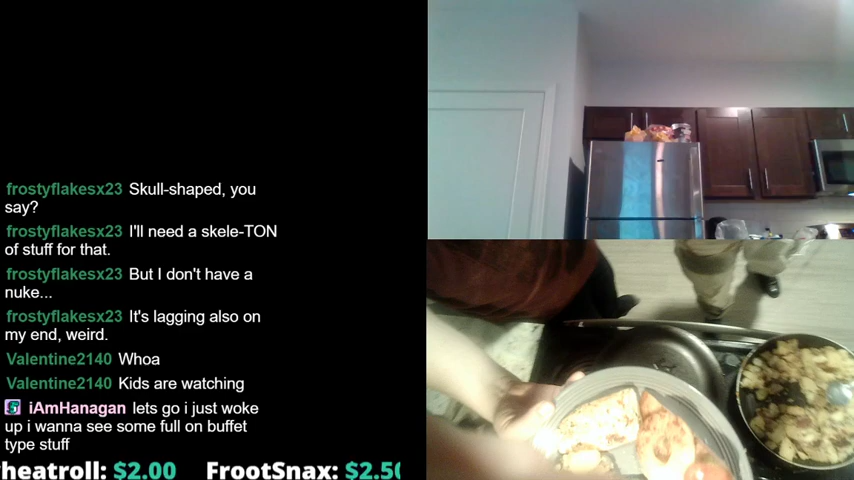 frostyflakesx23 Skull-shaped, you
say?
frostyflakesx23 I'll need a skele-TON
of stuff for that.
frostyflakesx23 But I don't have a
nuke...
frostyflakesx23 It's lagging also on
my end, weird.
Valentine2140 Whoa
Valentine2140 Kids are watching
iAmHanagan lets go i just woke
up i wanna see some full on buffet
type stuff
heatroll: $2.00 FrootSnax: $2.50